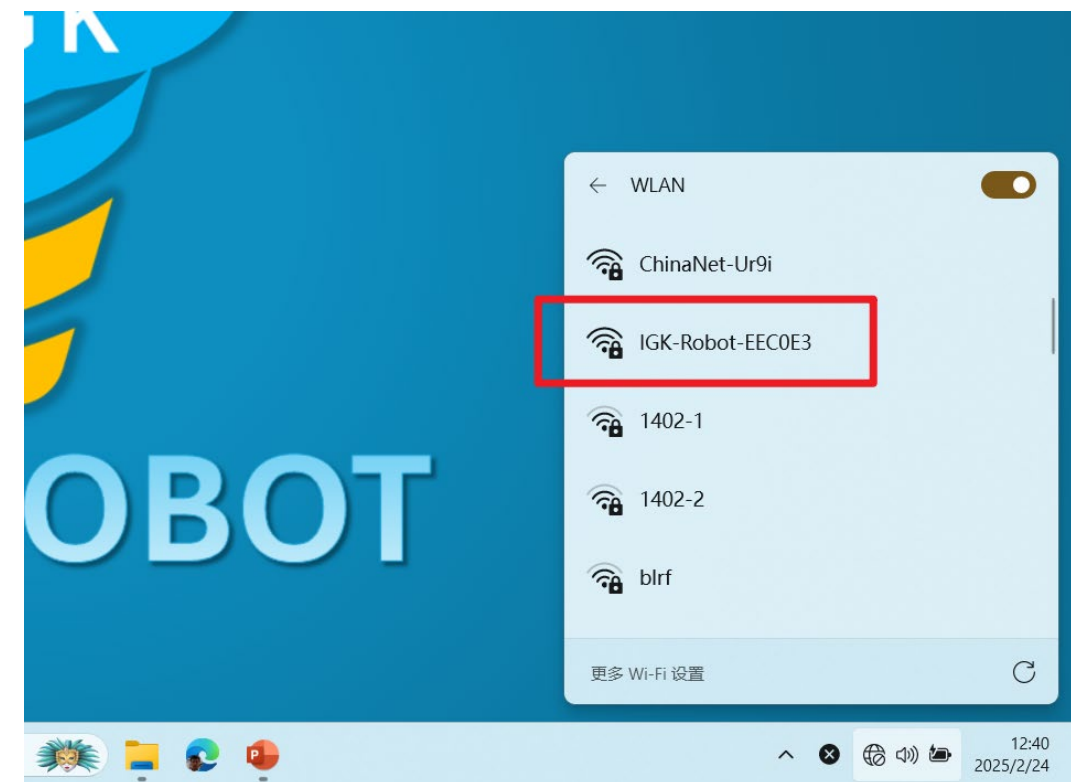 GK
WLAN
ChinaNet-Ur9i
IGK-Robot-EEC0E3
1402-1
1402-2
blrf
OBOT
更多 Wi-Fi 设置
P
12:40
2025/2/24